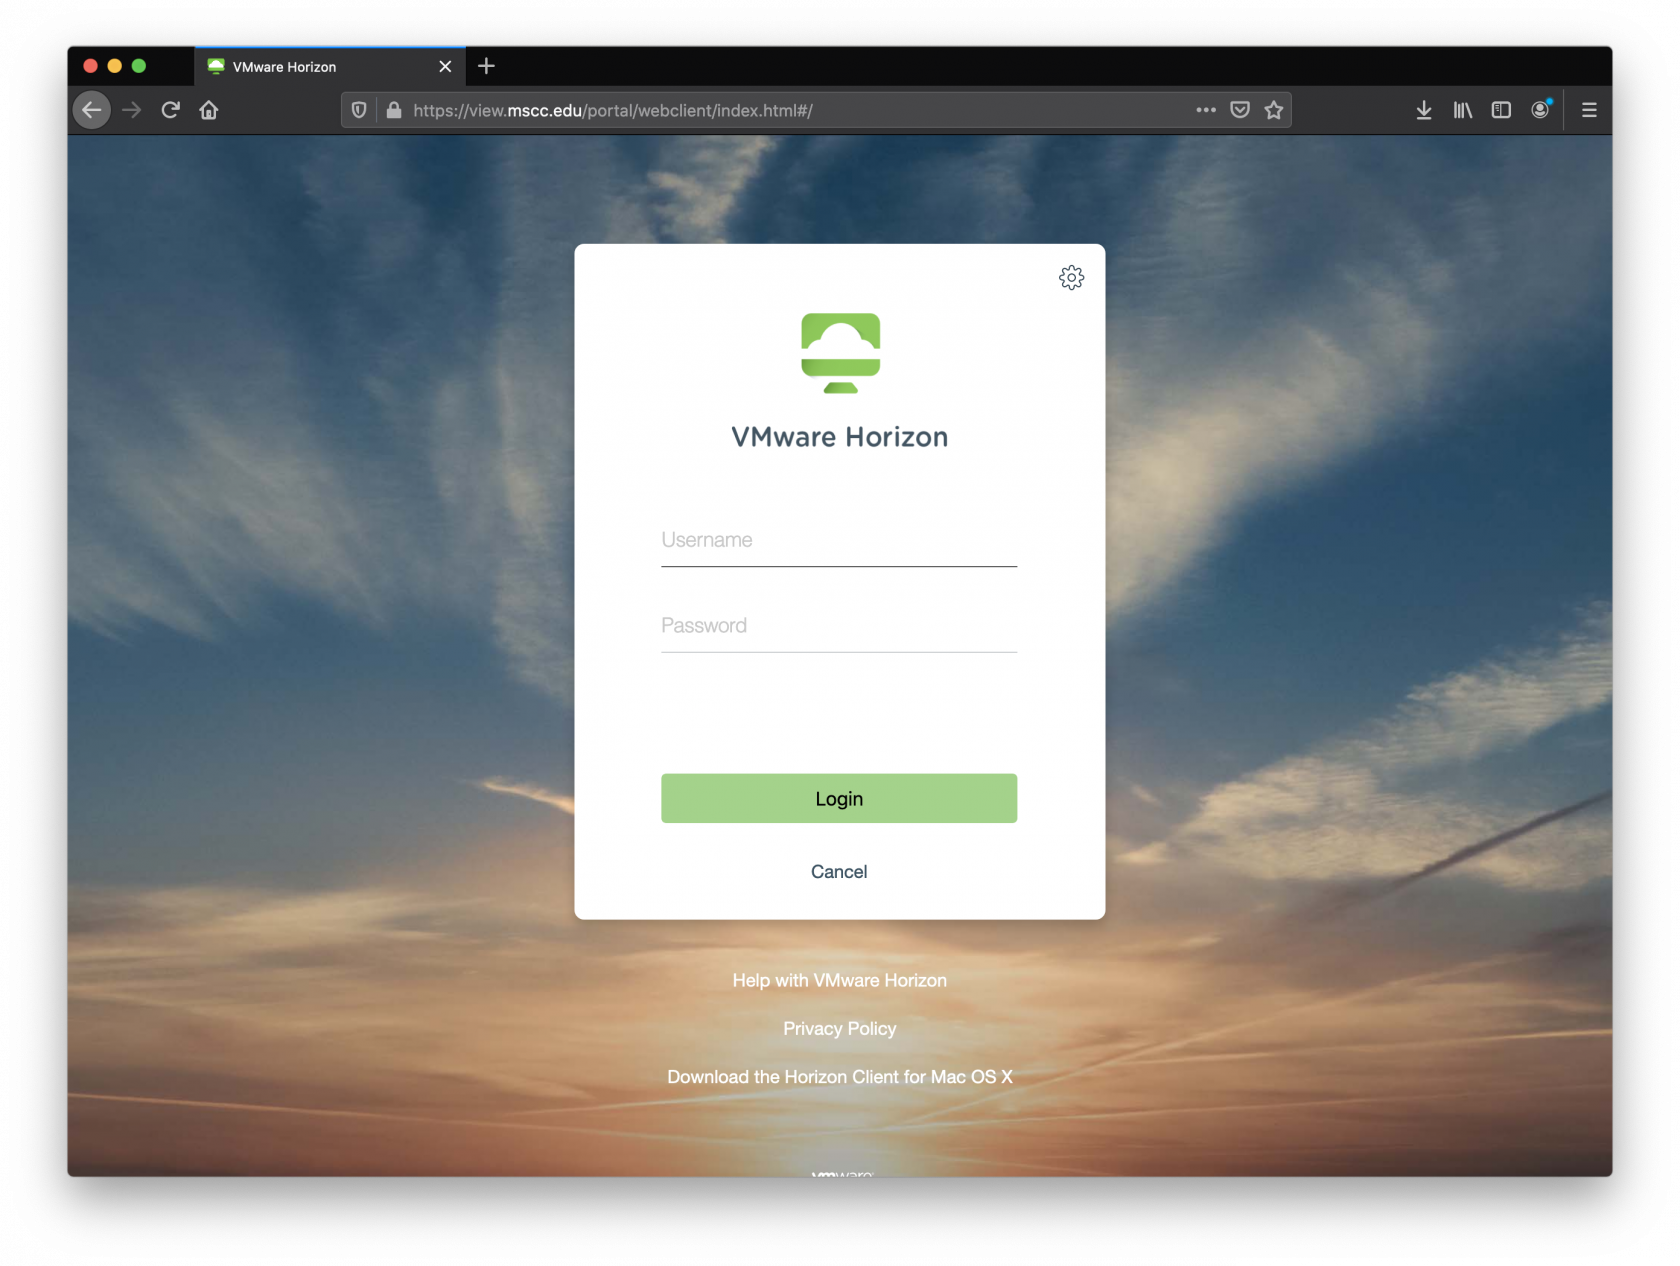 VMware Horizon
https://view.mscc.edu/portal/webclient/index.html#/
VMware Horizon
Username
Password
Login
Cancel
Help with VMware Horizon
Privacy Policy
Download the Horizon Client for Mac OS X
vmware